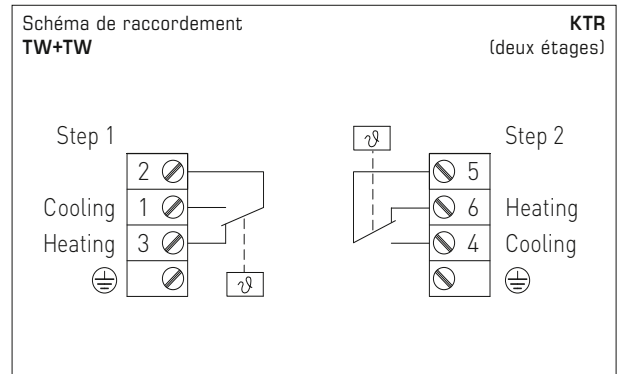 Schéma de raccordement
TW+TW
KTR
(deux étages)
Step 1
2
Cooling 1
Heating 3
ϑ
ϑ
Step 2
5
6 Heating
4 Cooling